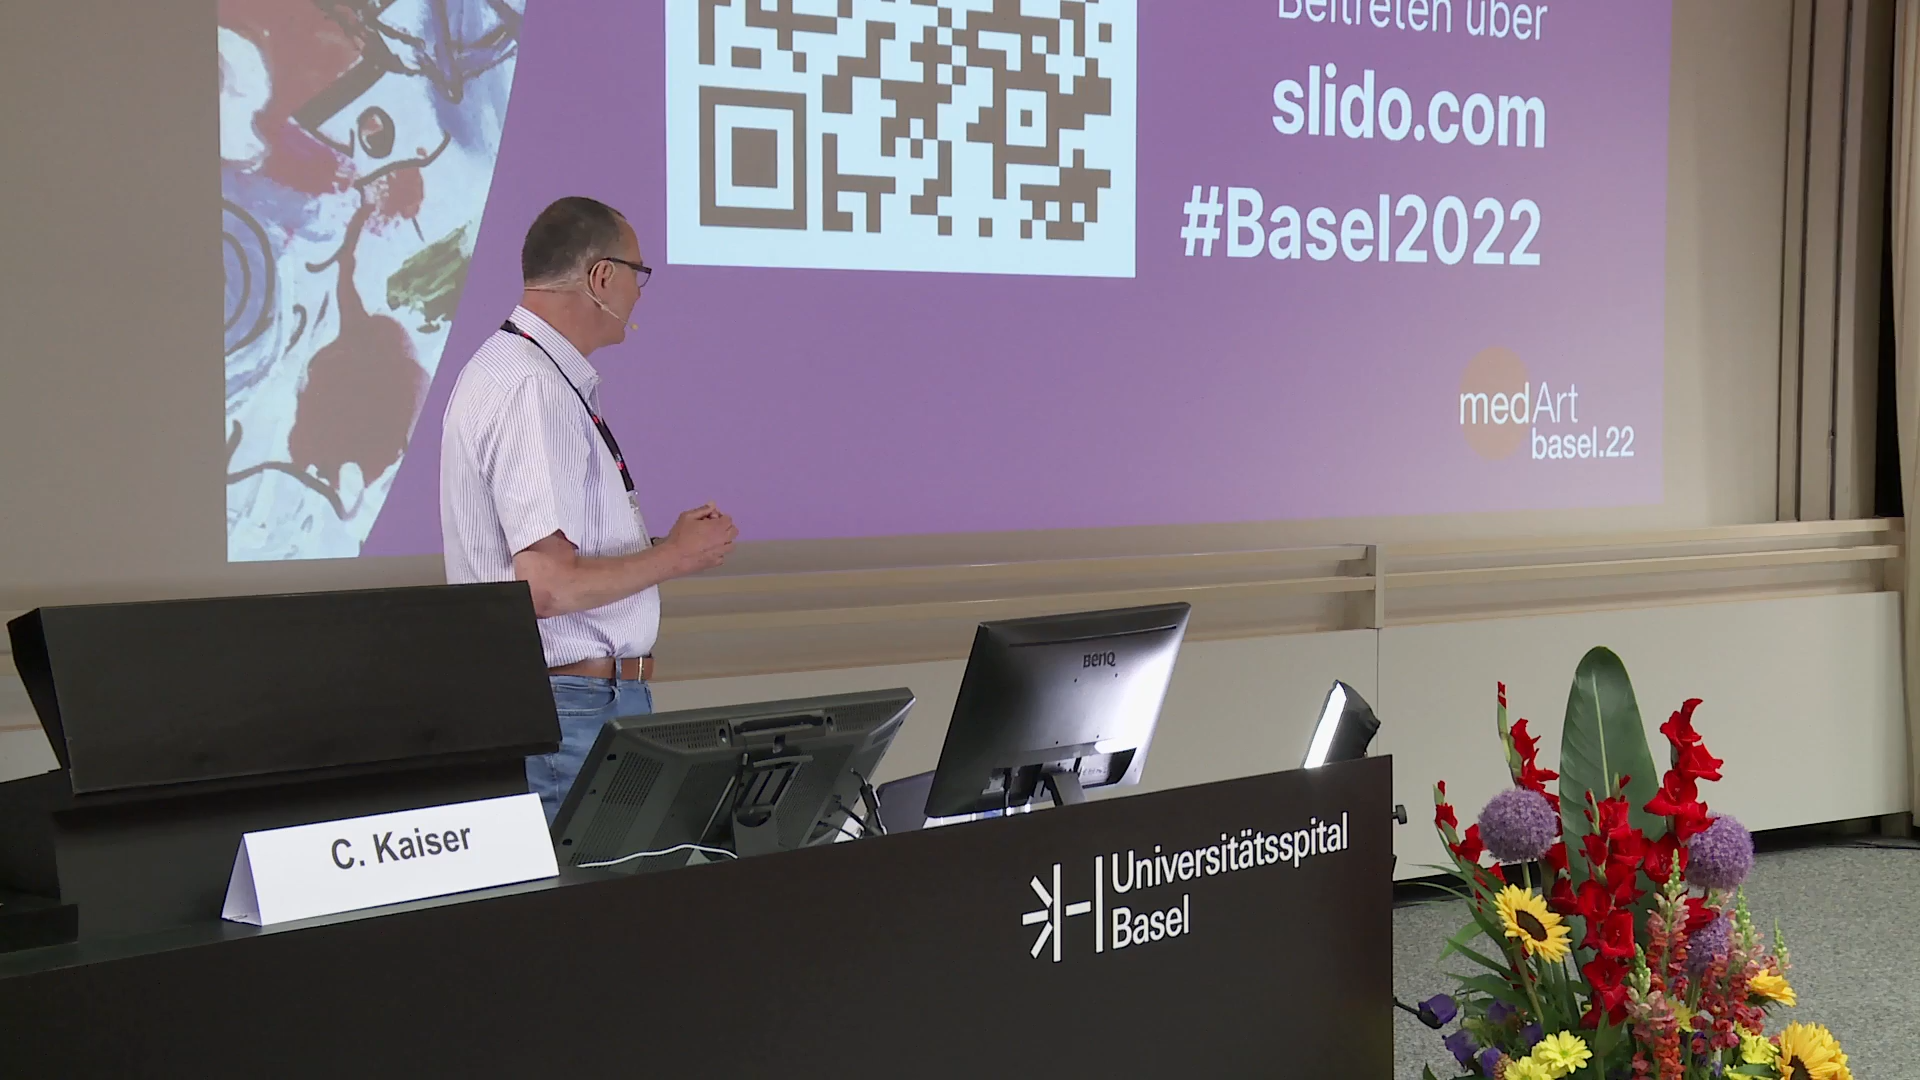 Beitreten über
slido.com
#Basel2022
medArt
basel.22
BenQ
C. Kaiser
Universitätsspital
Basel